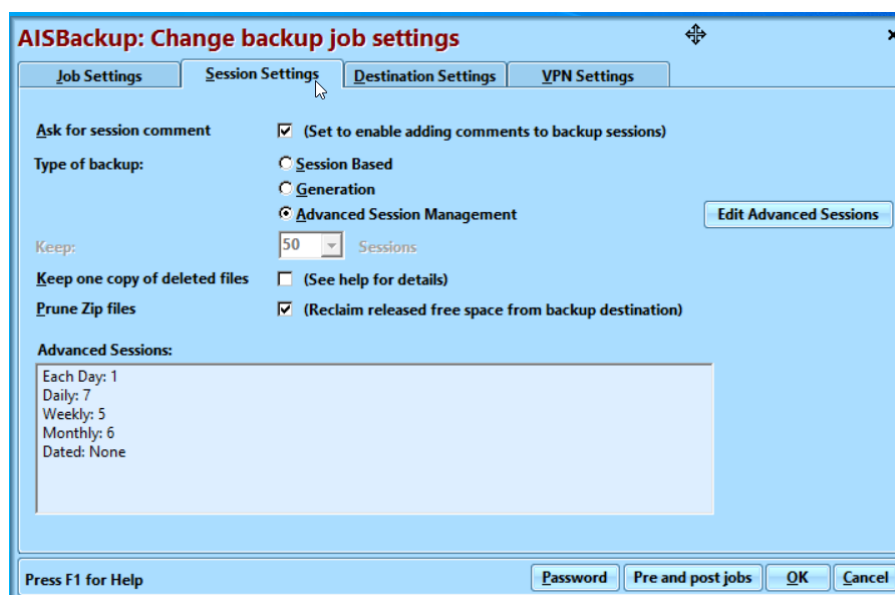 AISBackup: Change backup job settings
Job Settings Session Settings Destination Settings VPN Settings
Ask for session comment (Set to enable adding comments to backup sessions)
Type of backup: Session Based
Generation
Advanced Session Management Edit Advanced Sessions
Keep: 50 Sessions
Keep one copy of deleted files (See help for details)
Prune Zip files (Reclaim released free space from backup destination)
Advanced Sessions:
Each Day: 1
Daily: 7
Weekly: 5
Monthly: 6
Dated: None
Press F1 for Help Password Pre and post jobs OK Cancel